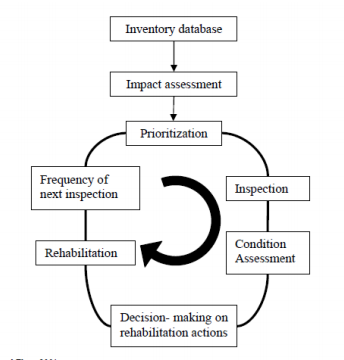 Inventory database
Impact assessment
Prioritization
Frequency of
next inspection
Inspection
Rehabilitation
Condition
Assessment
Decision- making on
rehabilitation actions